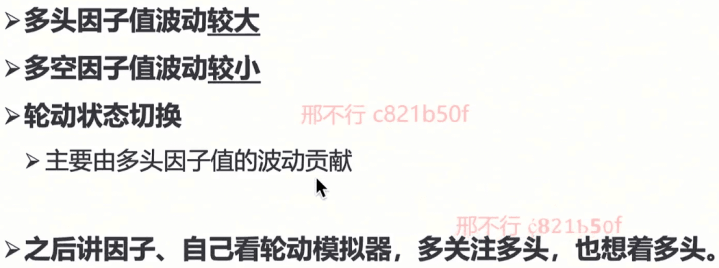 ➢多头因子值波动较大
➢多空因子值波动较小
➢轮动状态切换
邢不行 c821b50f
➢主要由多头因子值的波动贡献
邢不行 c821b50f
➢之后讲因子、自己看轮动模拟器，多关注多头，也想着多头。